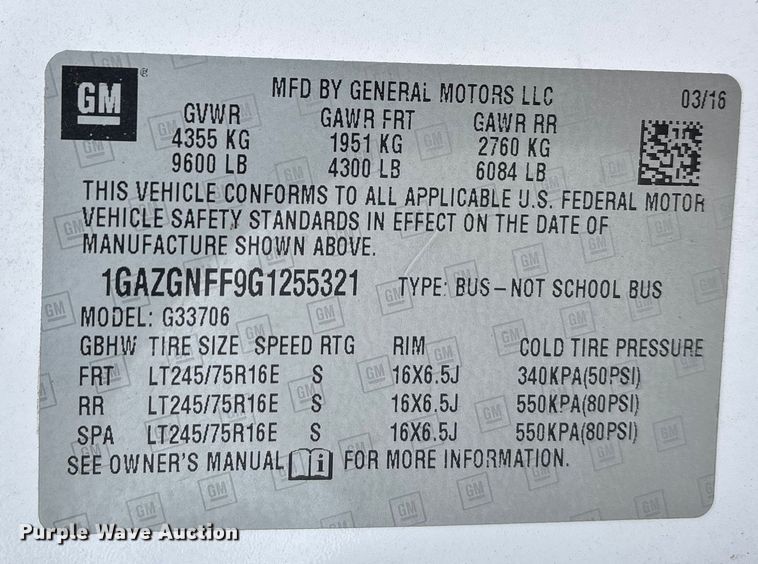 GM
®
MFD BY GENERAL MOTORS LLC 03/16
GVWR GAWR FRT GAWR RR
4355 KG 1951 KG 2760 KG
9600 LB 4300 LB 6084 LB
THIS VEHICLE CONFORMS TO ALL APPLICABLE U.S. FEDERAL MOTOR
VEHICLE SAFETY STANDARDS IN EFFECT ON THE DATE OF
MANUFACTURE SHOWN ABOVE.
1GAZGNFF9G1255321 TYPE: BUS-NOT SCHOOL BUS
MODEL: G33706
GBHW TIRE SIZE SPEED RTG RIM COLD TIRE PRESSURE
FRT LT245/75R16E S 16X6.5J 340KPA(50PSI)
RR LT245/75R16E S 16X6.5J 550KPA(80PSI)
SPA LT245/75R16E S 16X6.5J 550KPA(80PSI)
SEE OWNER'S MANUAL i FOR MORE INFORMATION.
Purple Wave Auction